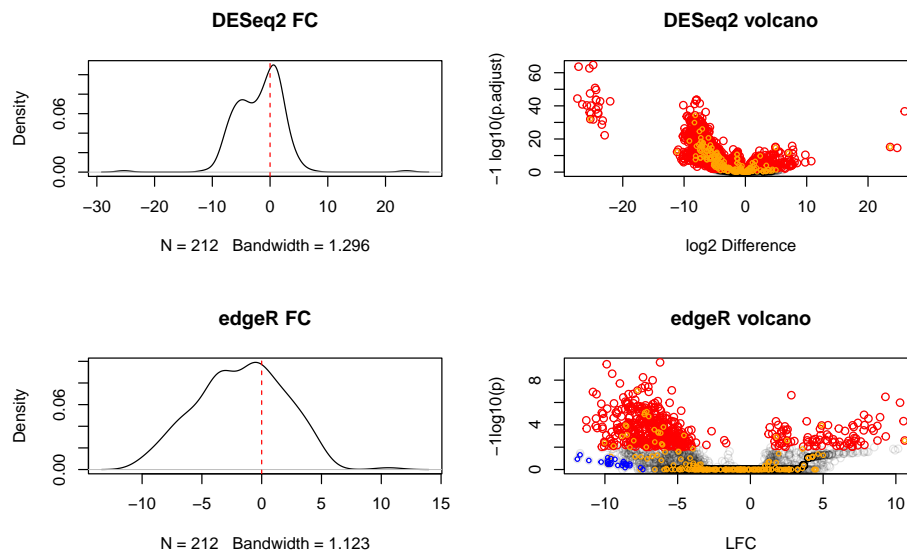 DESeq2 FC
Density
0.00 0.06
−30 −20 −10 0 10 20
N = 212 Bandwidth = 1.296
DESeq2 volcano
−1 log10(p.adjust)
0 20 40 60
−20 −10 0 10 20
log2 Difference
edgeR FC
Density
0.00 0.06
−10 −5 0 5 10 15
N = 212 Bandwidth = 1.123
edgeR volcano
−1log10(p)
0 4 8
−10 −5 0 5 10
LFC